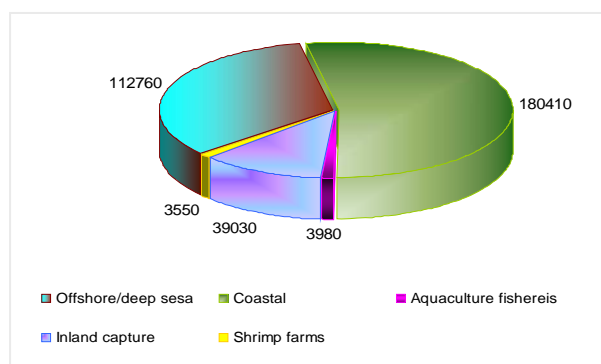 112760
180410
3550
39030
3980
Offshore/deep sesa
Coastal
Aquaculture fishereis
Inland capture
Shrimp farms